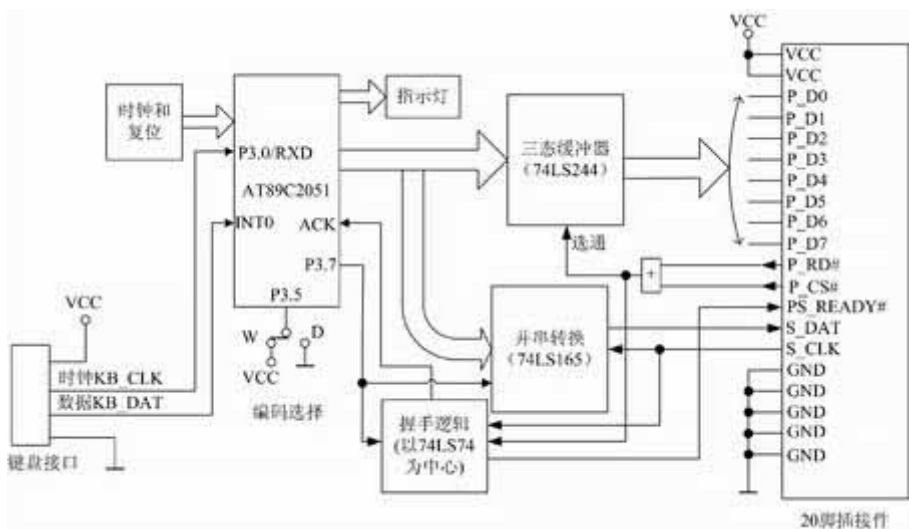 时钟和
复位
P3.0/RXD
AT89C2051
INT0
ACK
P3.7
P3.5
指示灯
三态缓冲器
(74LS244)
选通
+
并串转换
(74LS165)
握手逻辑
(以74LS74
为中心)
W
D
VCC
编码选择
VCC
时钟KB_CLK
数据KB_DAT
键盘接口
VCC
VCC
VCC
P_D0
P_D1
P_D2
P_D3
P_D4
P_D5
P_D6
P_D7
P_RD#
P_CS#
PS_READY#
S_DAT
S_CLK
GND
GND
GND
GND
GND
20脚插接件